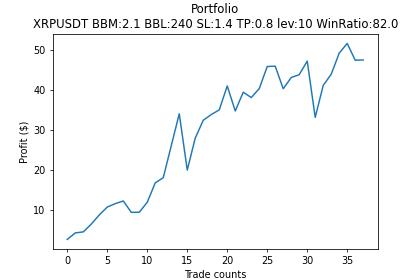 Portfolio
XRPUSDT BBM:2.1 BBL:240 SL:1.4 TP:0.8 lev:10 WinRatio:82.0
50
40
30
20
10
Profit ($)
0 5 10 15 20 25 30 35
Trade counts